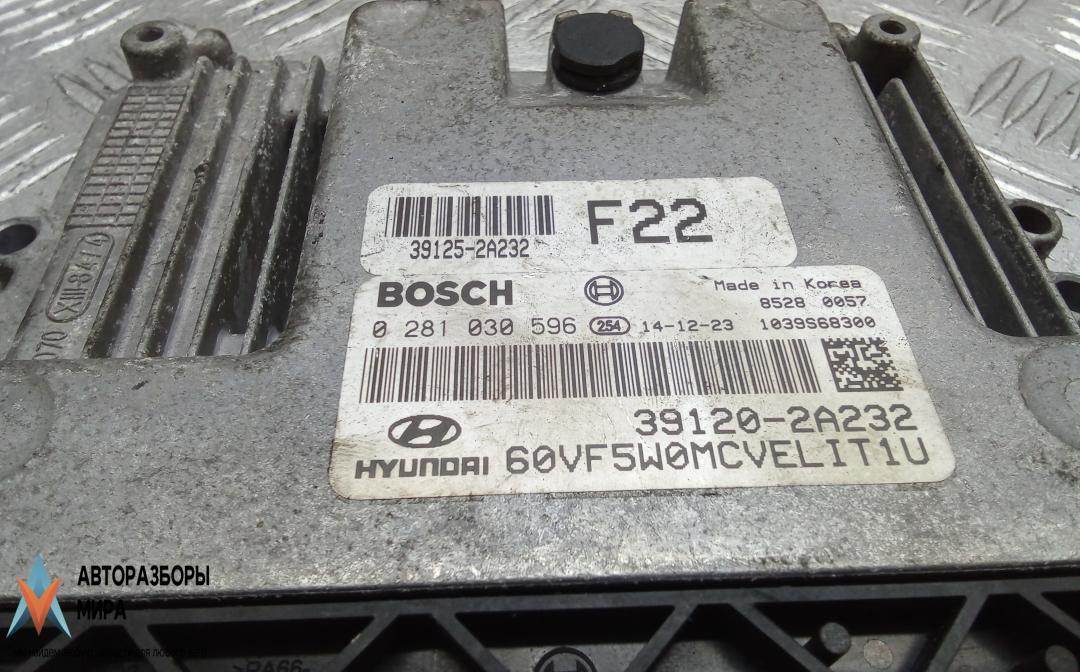 39125-2A232
F22
BOSCH
Made in Korea
8528 0057
0 281 030 596 254 14-12-23 1039S68300
39120-2A232
HYUNDAI 60VF5W0MCVELIT1U
АВТОРАЗБОРЫ
МИРА
>PA66-